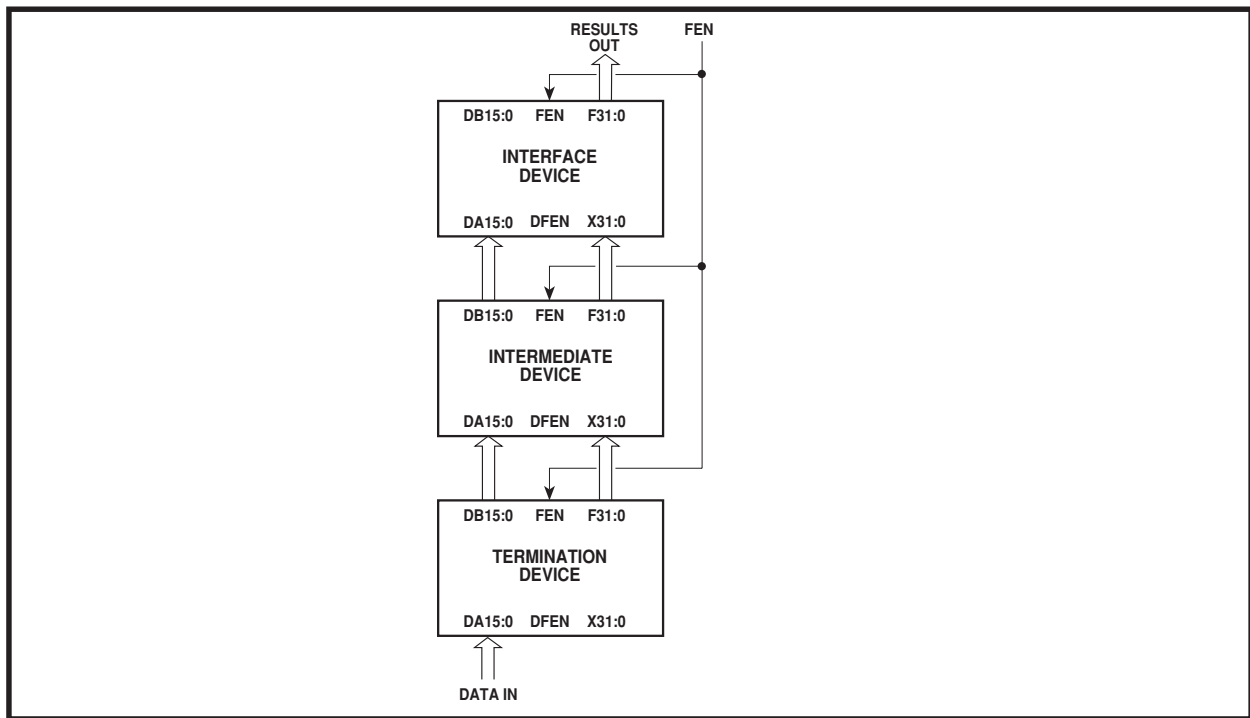 RESULTS
OUT
FEN
DB15:0 FEN F31:0
INTERFACE
DEVICE
DA15:0 DFEN X31:0
DB15:0 FEN F31:0
INTERMEDIATE
DEVICE
DA15:0 DFEN X31:0
DB15:0 FEN F31:0
TERMINATION
DEVICE
DA15:0 DFEN X31:0
DATA IN